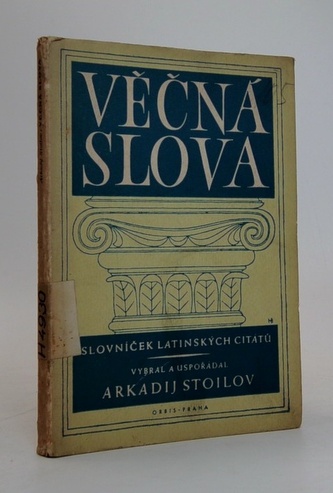 VĚČNÁ
SLOVA
SLOVNÍČEK LATINSKÝCH CITÁTŮ
VYBRAL A USPOŘÁDAL
ARKADIJ STOILOV
ORBIS-PRAHA